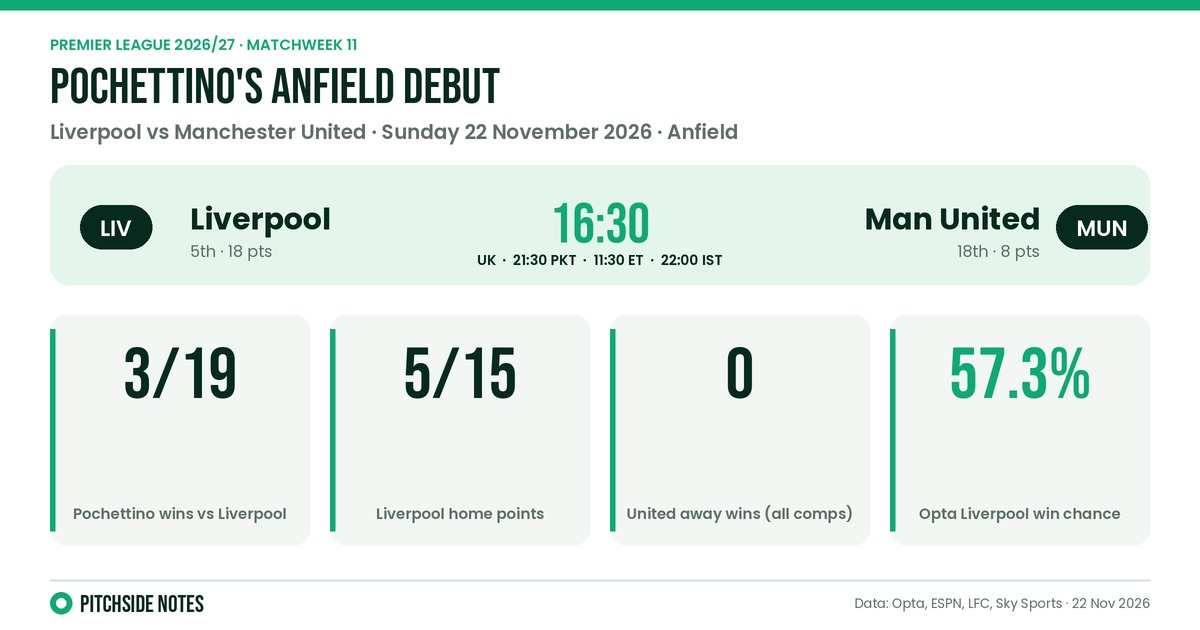 PREMIER LEAGUE 2026/27 · MATCHWEEK 11
POCHETTINO'S ANFIELD DEBUT
Liverpool vs Manchester United · Sunday 22 November 2026 · Anfield
LIV
Liverpool
5th · 18 pts
16:30
UK · 21:30 PKT · 11:30 ET · 22:00 IST
Man United
18th · 8 pts
MUN
3/19
Pochettino wins vs Liverpool
5/15
Liverpool home points
0
United away wins (all comps)
57.3%
Opta Liverpool win chance
PITCHSIDE NOTES
Data: Opta, ESPN, LFC, Sky Sports · 22 Nov 2026